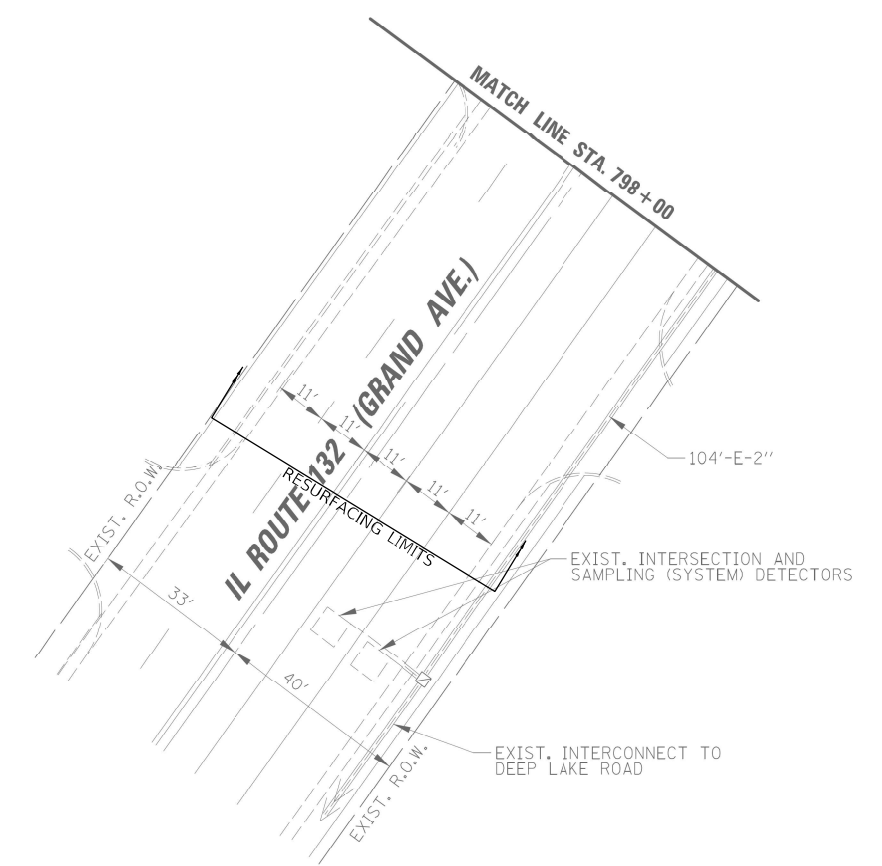 MATCH LINE STA. 798+00
IL ROUTE 132 (GRAND AVE.)
11'
11'
11'
11'
11'
RESURFACING LIMITS
104'-E-2''
EXIST. R.O.W.
EXIST. INTERSECTION AND
SAMPLING (SYSTEM) DETECTORS
33'
40'
EXIST. INTERCONNECT TO
DEEP LAKE ROAD
EXIST. R.O.W.